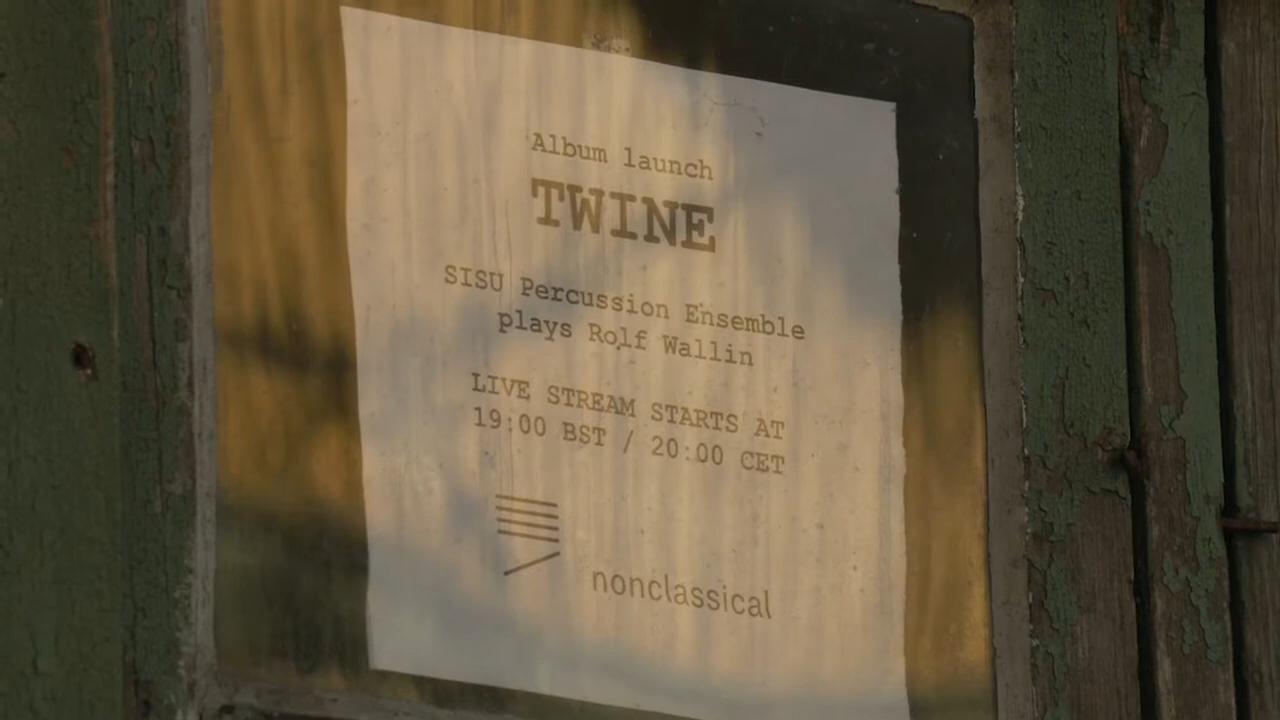 Album launch
TWINE
SISU Percussion Ensemble
plays Rolf Wallin
LIVE STREAM STARTS AT
19:00 BST / 20:00 CET
nonclassical